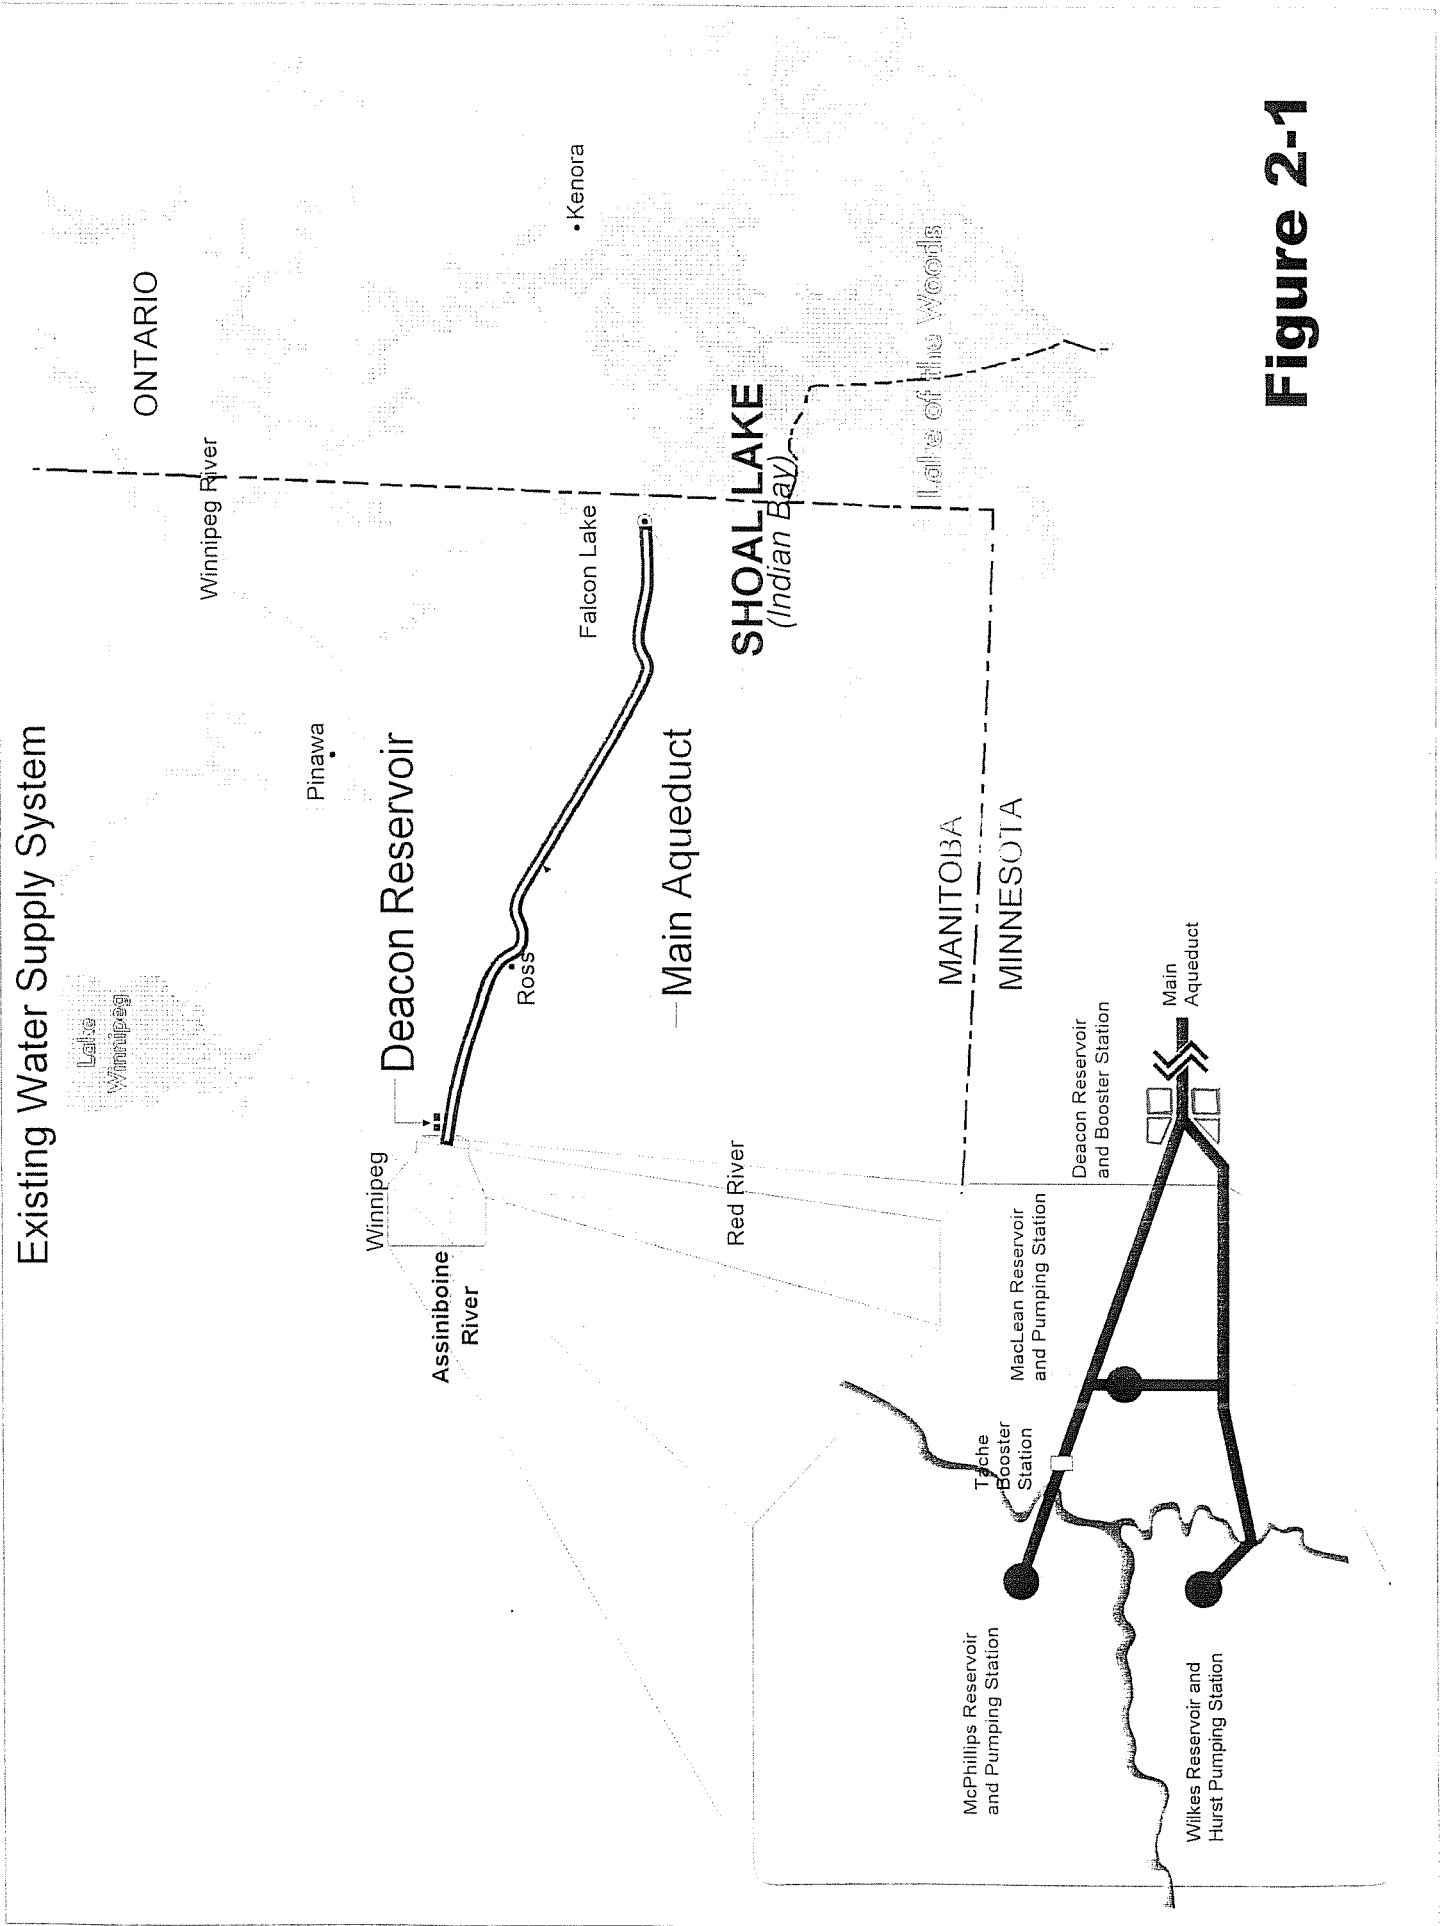 Existing Water Supply System
Lake
Winnipeg
Winnipeg River
ONTARIO
Pinawa
Winnipeg
Deacon Reservoir
Assiniboine
River
Ross
Falcon Lake
Kenora
Main Aqueduct
Red River
SHOAL LAKE
(Indian Bay)
Lake of the Woods
MANITOBA
MINNESOTA
Tache
Booster
Station
MacLean Reservoir
and Pumping Station
Deacon Reservoir
and Booster Station
Main
Aqueduct
McPhillips Reservoir
and Pumping Station
Wilkes Reservoir and
Hurst Pumping Station
Figure 2-1